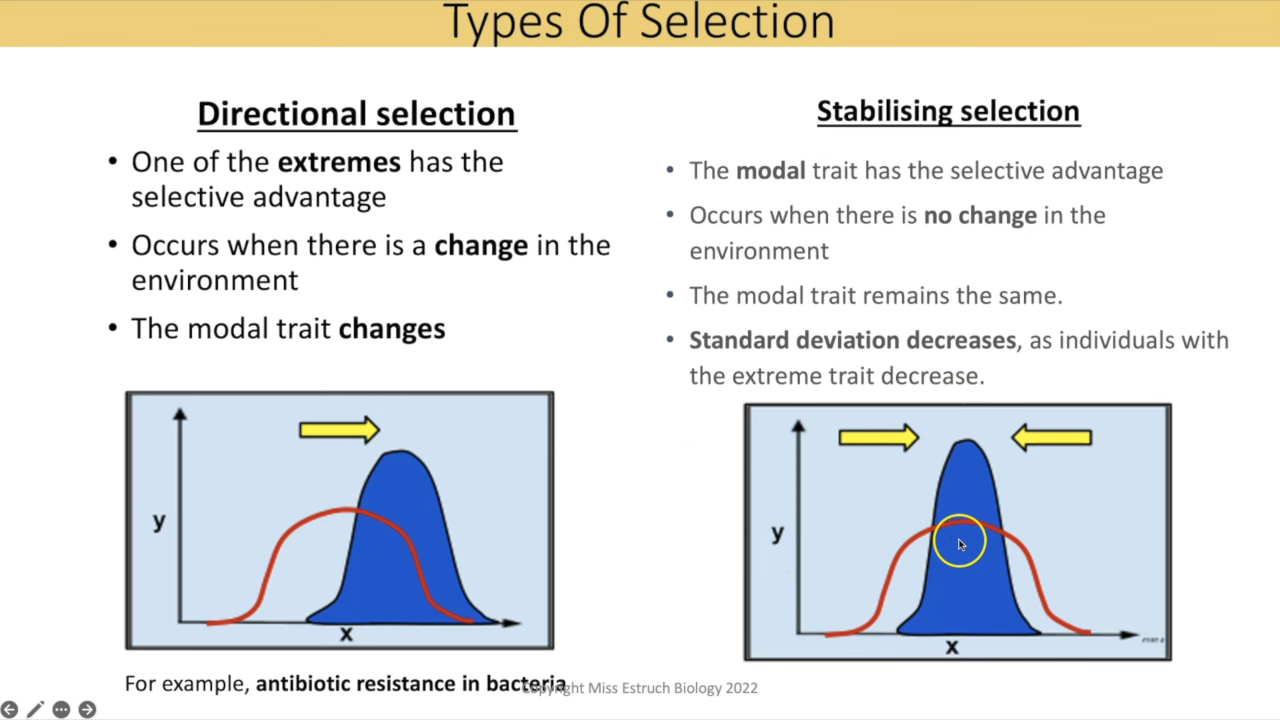 Types Of Selection
Directional selection
• One of the extremes has the
selective advantage
• Occurs when there is a change in the
environment
• The modal trait changes
y
x
For example, antibiotic resistance in bacteria
Stabilising selection
• The modal trait has the selective advantage
• Occurs when there is no change in the
environment
• The modal trait remains the same.
• Standard deviation decreases, as individuals with
the extreme trait decrease.
y
x
Copyright Miss Estruch Biology 2022